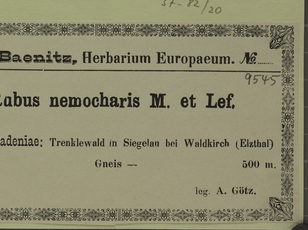 57-82/20
Baenitz, Herbarium Europaeum. №
9545
Rubus nemocharis M. et Lef.
adeniae: Trenklewald in Siegelau bei Waldkirch (Elzthal)
Gneis — 500 m.
leg. A. Götz.